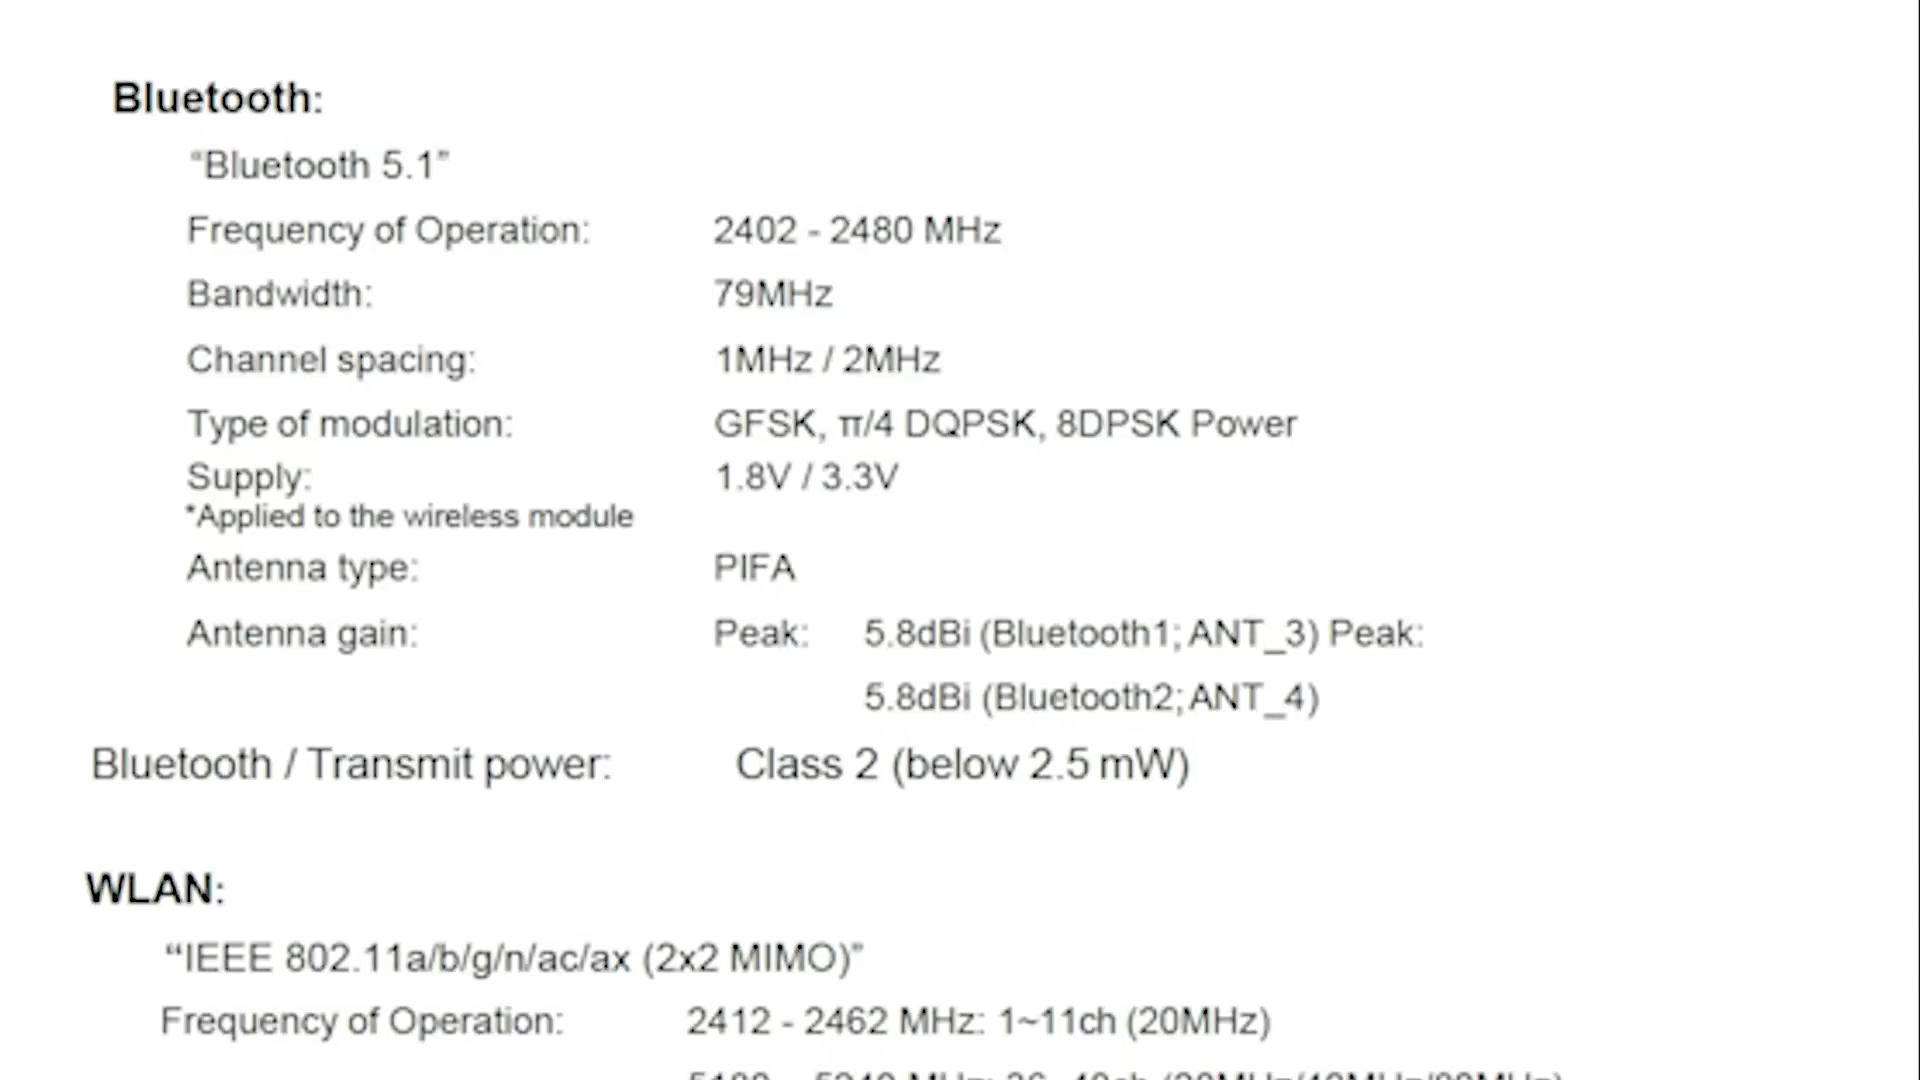 Bluetooth:
“Bluetooth 5.1”
Frequency of Operation: 2402 - 2480 MHz
Bandwidth: 79MHz
Channel spacing: 1MHz / 2MHz
Type of modulation: GFSK, π/4 DQPSK, 8DPSK Power
Supply: 1.8V / 3.3V
*Applied to the wireless module
Antenna type: PIFA
Antenna gain: Peak: 5.8dBi (Bluetooth1; ANT_3) Peak:
5.8dBi (Bluetooth2; ANT_4)
Bluetooth / Transmit power: Class 2 (below 2.5 mW)
WLAN:
“IEEE 802.11a/b/g/n/ac/ax (2x2 MIMO)”
Frequency of Operation: 2412 - 2462 MHz: 1~11ch (20MHz)